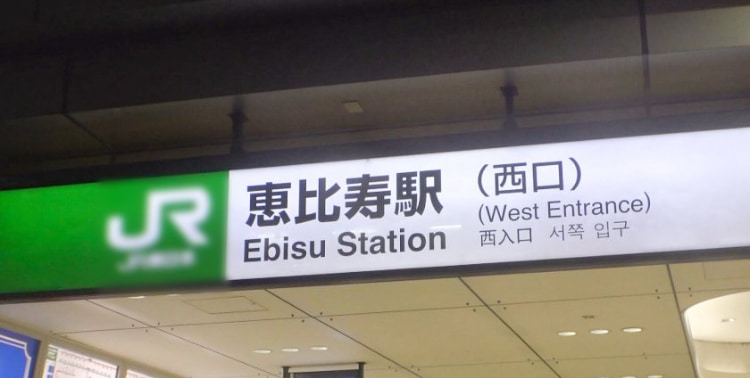 JR
恵比寿駅
(西口)
Ebisu Station
(West Entrance)
西入口 서쪽 입구